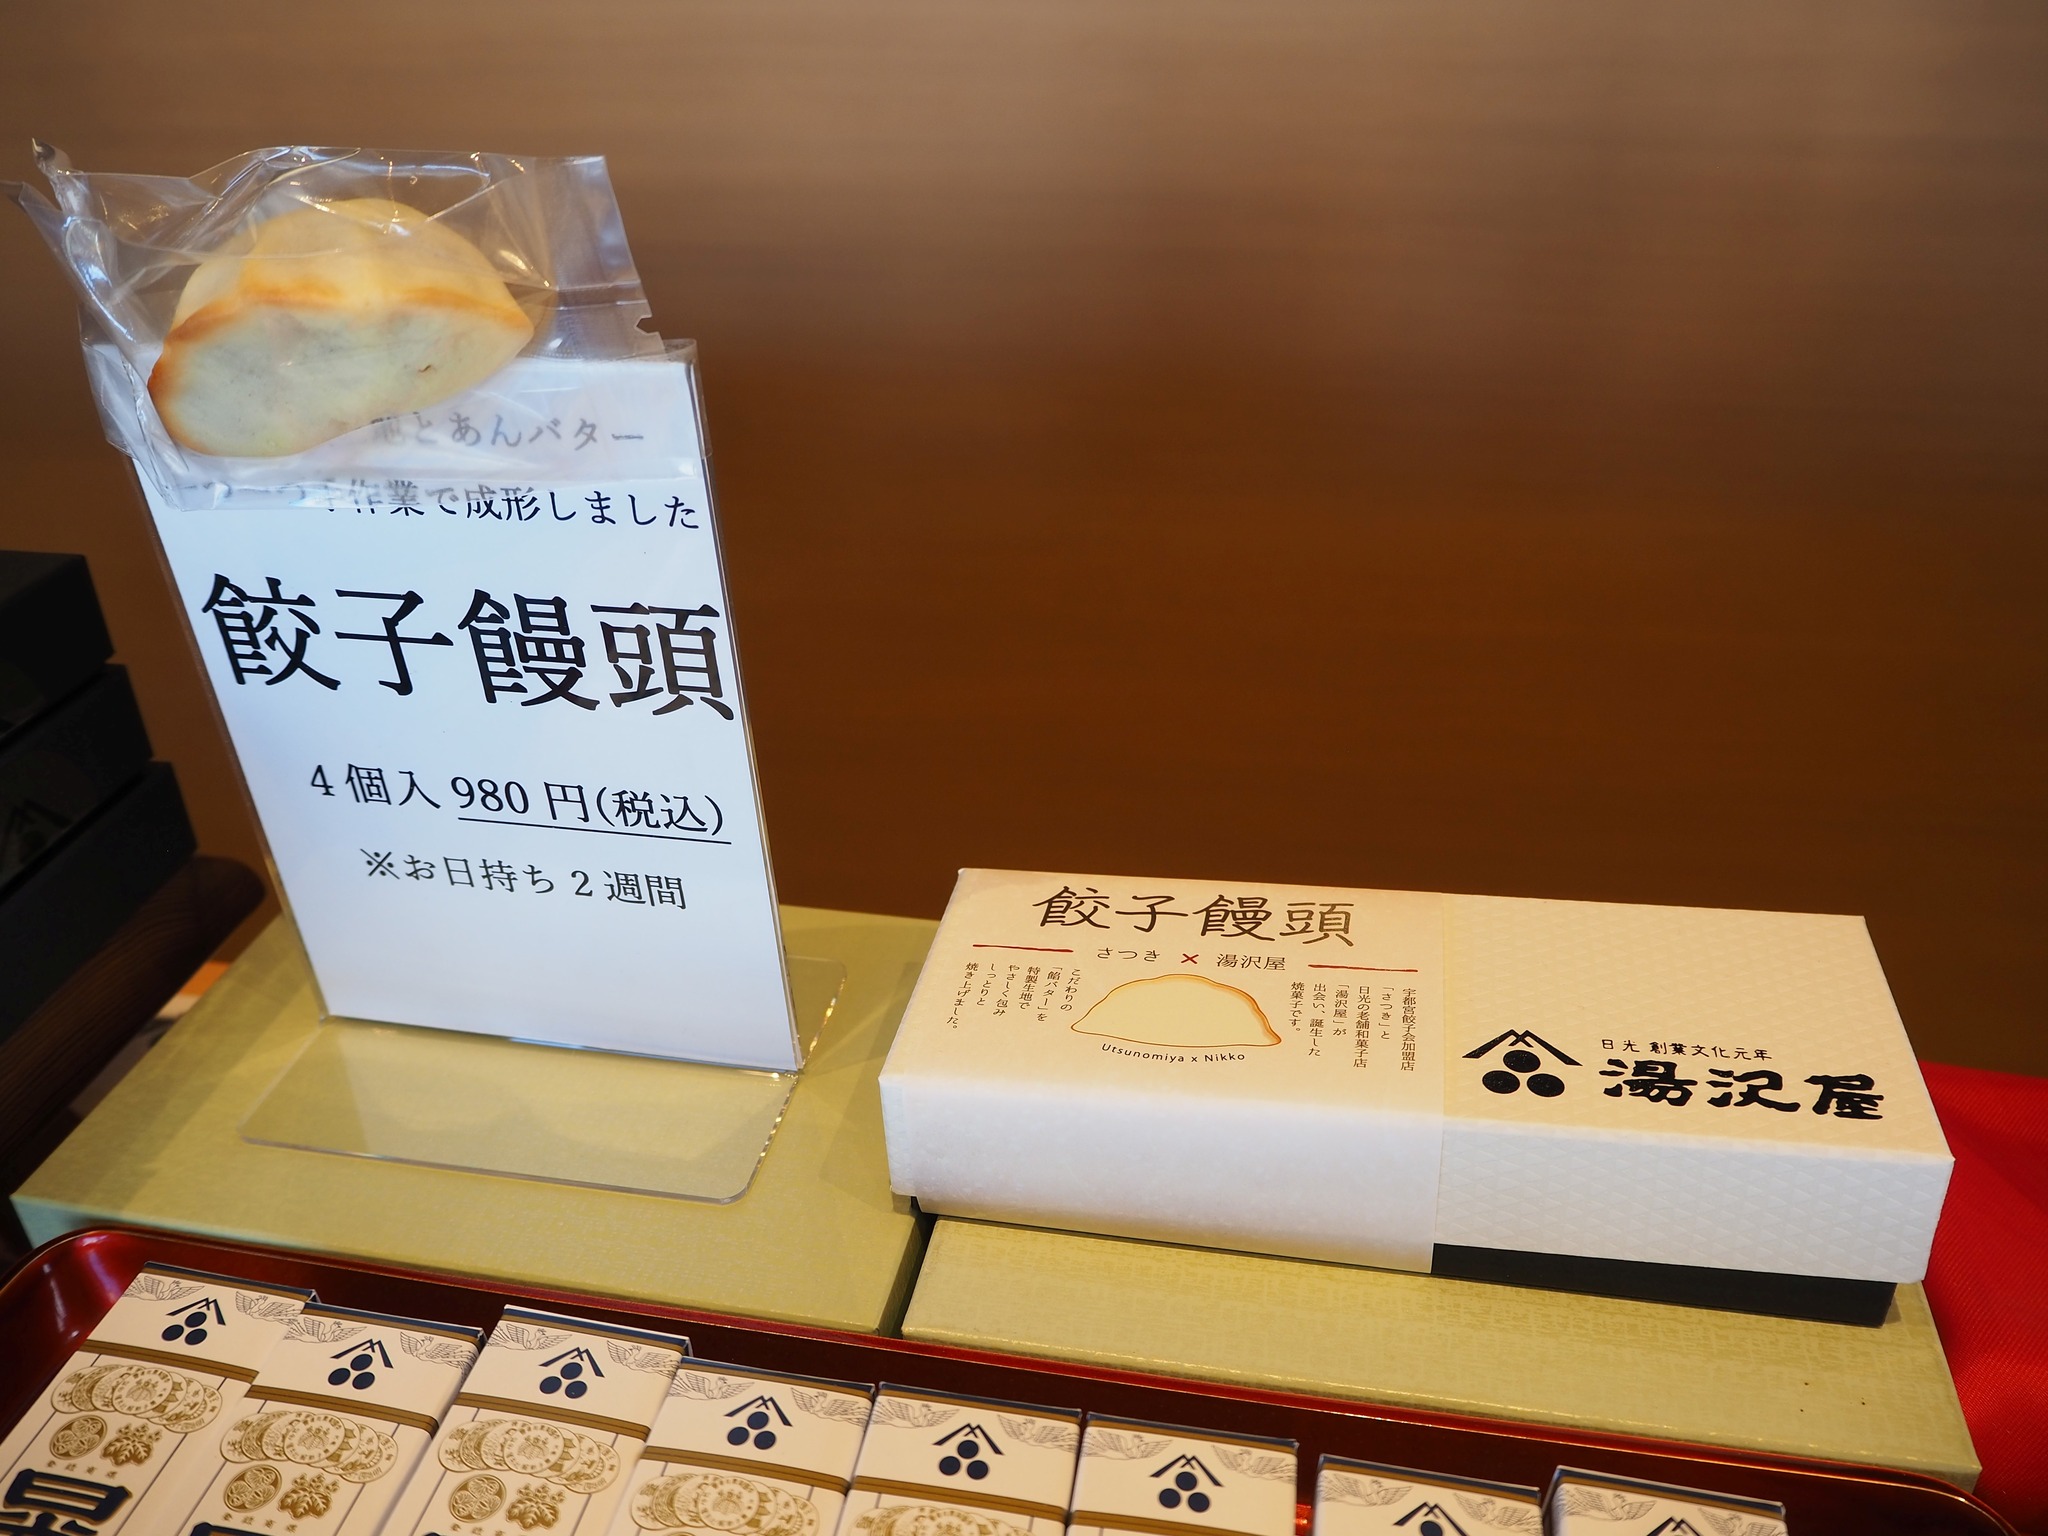 とあんバター
手作業で成形しました
餃子饅頭
4個入 980円(税込)
※お日持ち2週間
餃子饅頭
さつき × 湯沢屋
宇都宮餃子会加盟店
「さつき」と
日光の老舗和菓子店
「湯沢屋」が
出会い、誕生した
焼菓子です。
こだわりの
「餡バター」を
特製生地で
やさしく包み
しっとりと
焼き上げました。
Utsunomiya x Nikko
日光 創業文化元年
湯沢屋